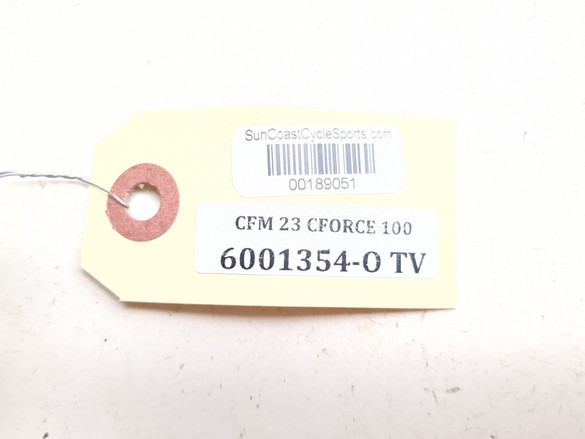 SunCoastCycleSports.com
00189051
CFM 23 CFORCE 100
6001354-O TV